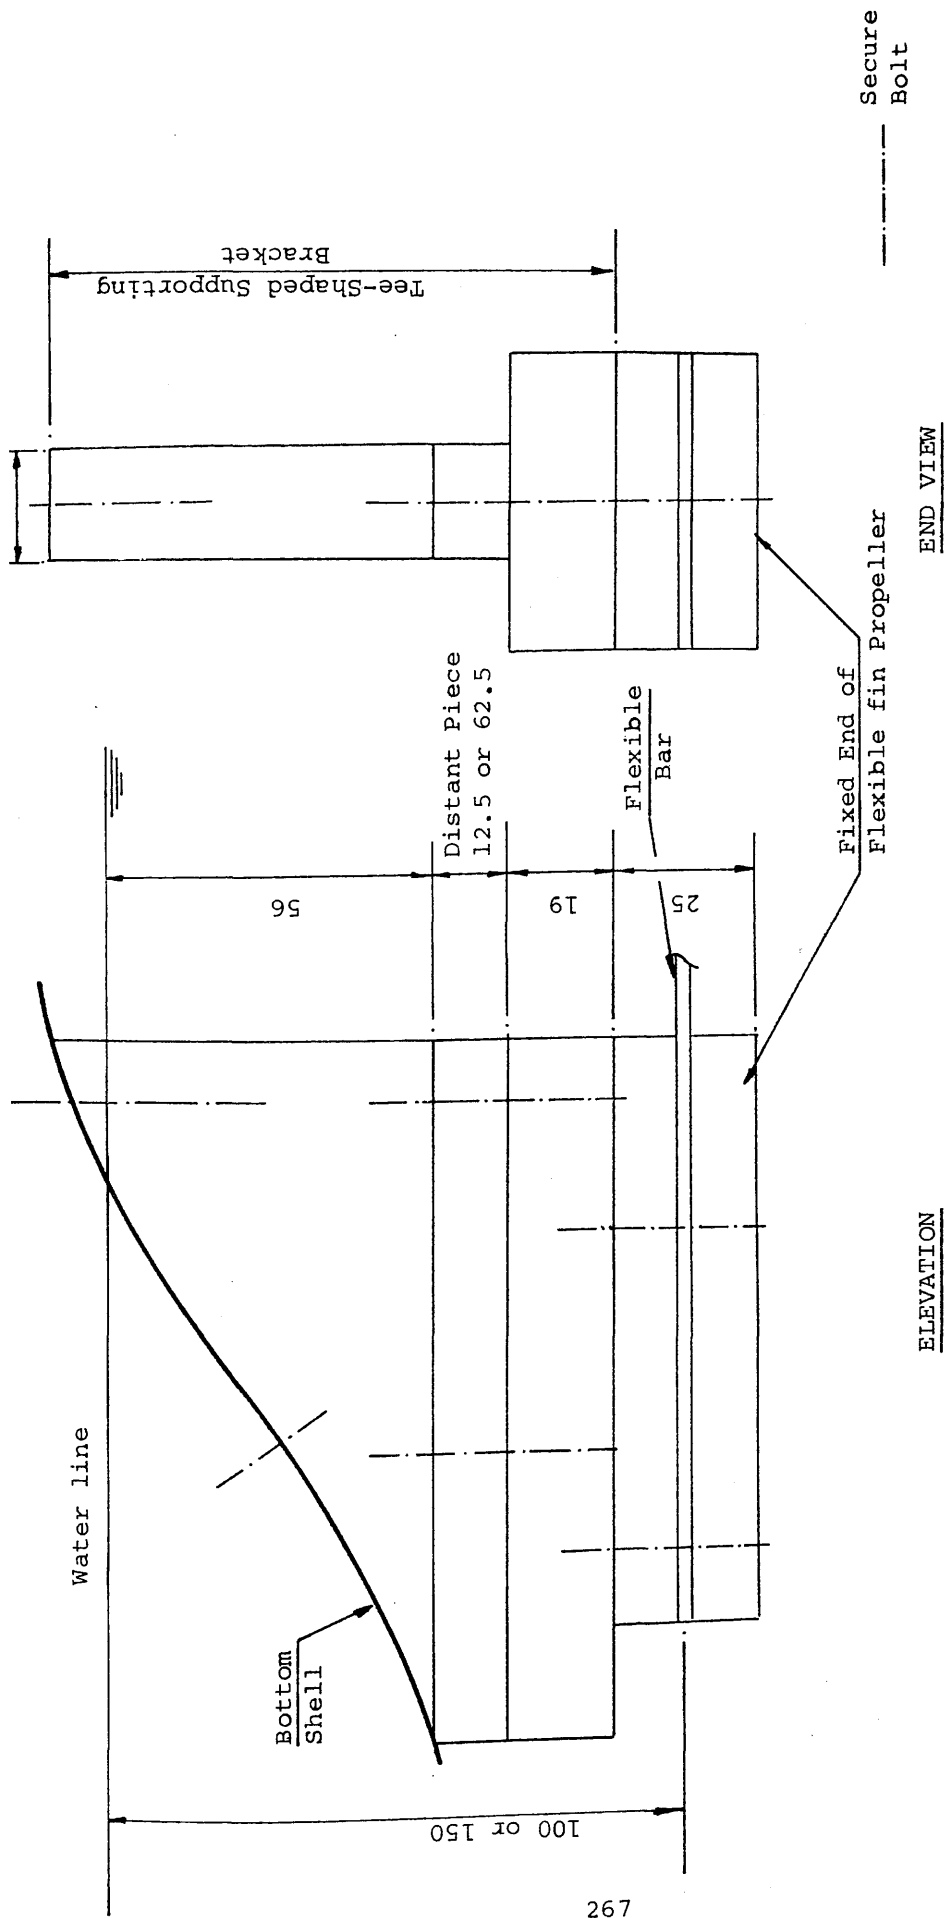 Water line
Bottom
Shell
100 or 150
56
Distant Piece
12.5 or 62.5
19
25
Flexible
Bar
Fixed End of
Flexible fin Propeller
Tee-Shaped Supporting
Bracket
ELEVATION
END VIEW
Secure
Bolt
267